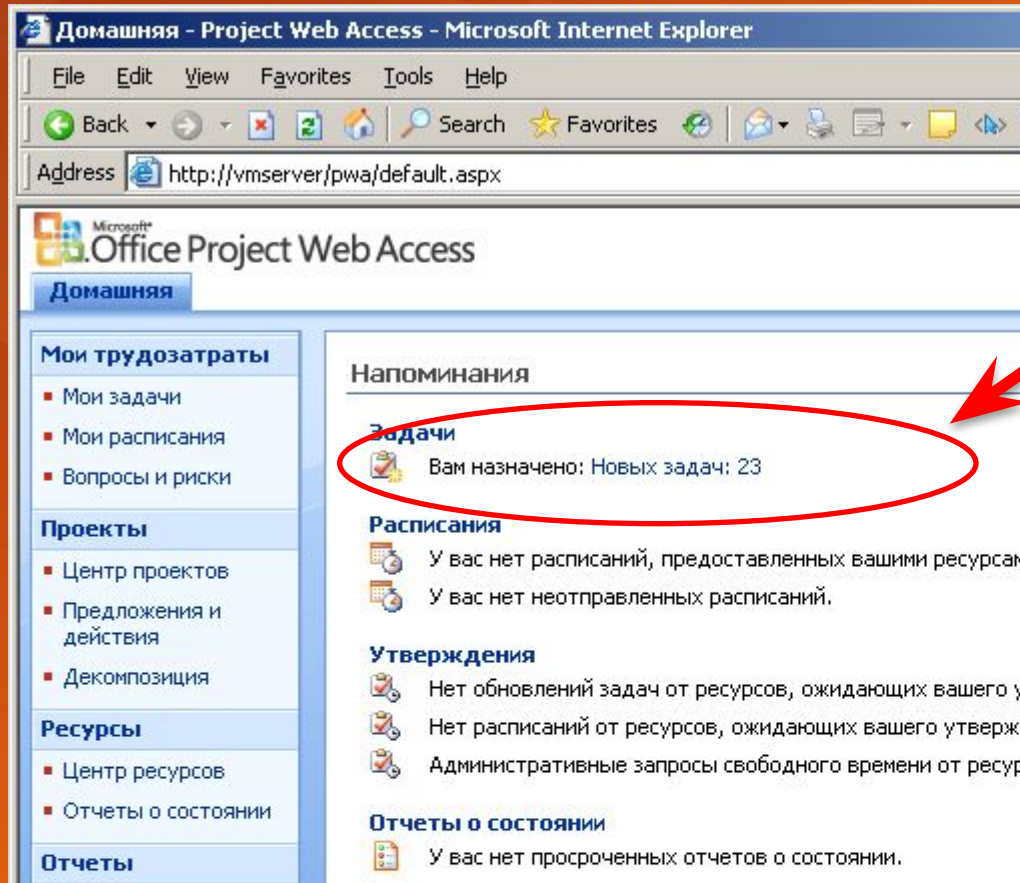 Домашняя - Project Web Access - Microsoft Internet Explorer
File Edit View Favorites Tools Help
Back Search Favorites
Address http://vmserver/pwa/default.aspx
Microsoft
Office Project Web Access
Домашняя
Мои трудозатраты
Мои задачи
Мои расписания
Вопросы и риски
Проекты
Центр проектов
Предложения и
действия
Декомпозиция
Ресурсы
Центр ресурсов
Отчеты о состоянии
Отчеты
Напоминания
Задачи
Вам назначено: Новых задач: 23
Расписания
У вас нет расписаний, предоставленных вашими
У вас нет неотправленных расписаний.
Утверждения
Нет обновлений задач от ресурсов, ожидающих вашего
Нет расписаний от ресурсов, ожидающих вашего
Административные запросы свободного времени от
Отчеты о состоянии
У вас нет просроченных отчетов о состоянии.